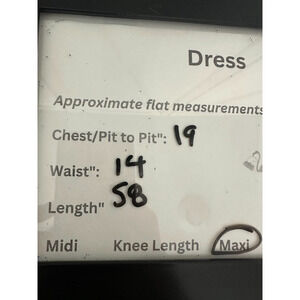 Dress
Approximate flat measurements
Chest/Pit to Pit": 19
Waist": 14
Length" 58
Midi Knee Length Maxi